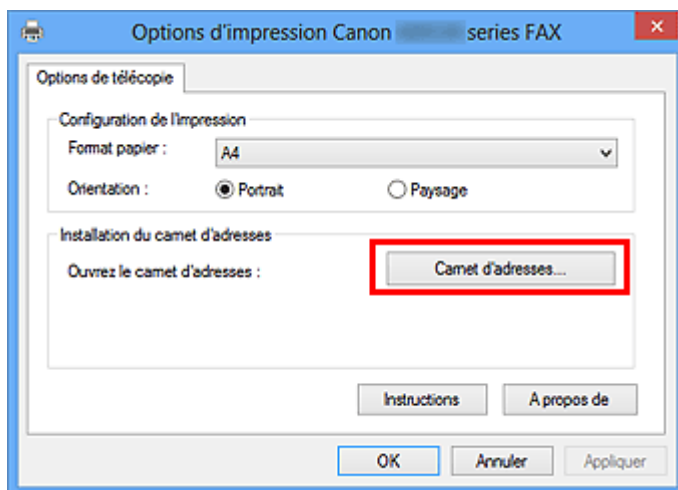 Options d'impression Canon series FAX
Options de télécopie
Configuration de l'impression
Format papier : A4
Orientation : Portrait Paysage
Installation du carnet d'adresses
Ouvrez le carnet d'adresses : Carnet d'adresses...
Instructions A propos de
OK Annuler Appliquer